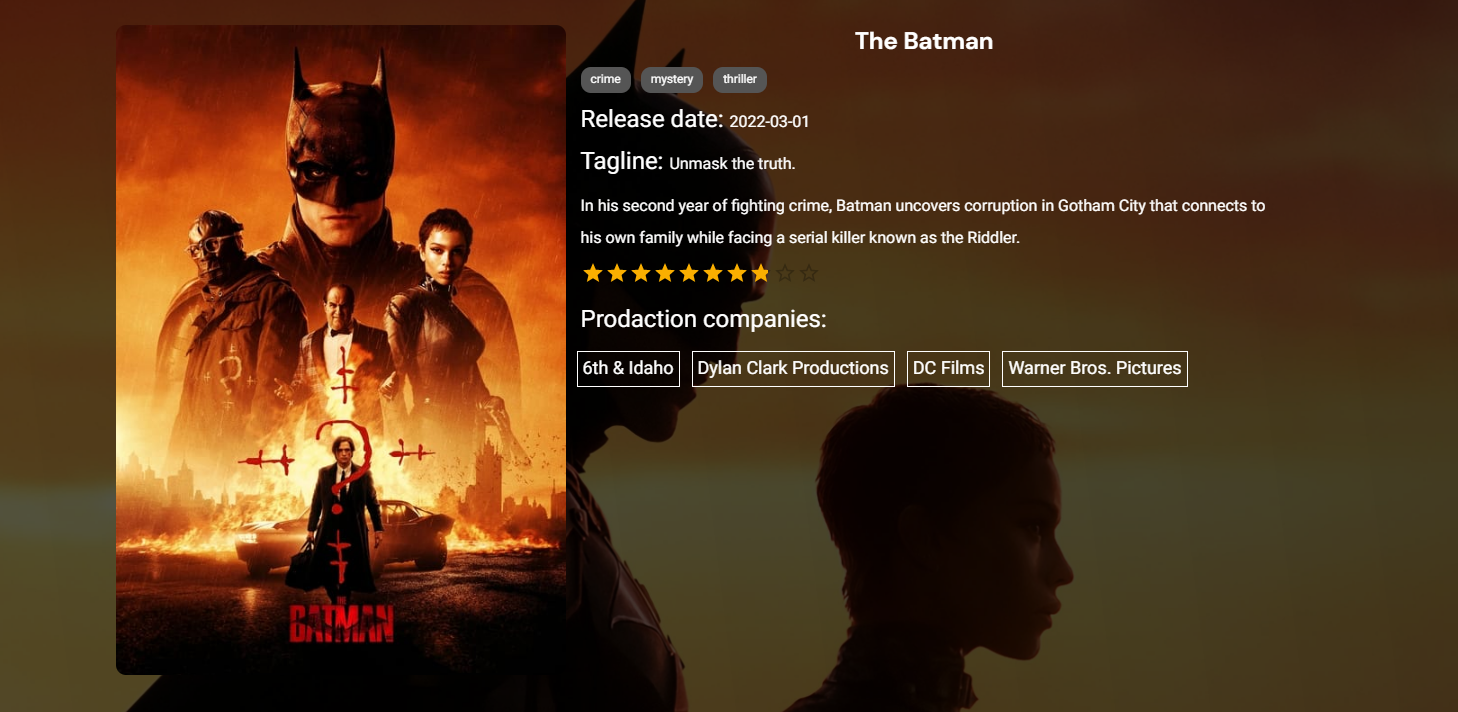 The Batman
crime mystery thriller
Release date: 2022-03-01
Tagline: Unmask the truth.
In his second year of fighting crime, Batman uncovers corruption in Gotham City that connects to
his own family while facing a serial killer known as the Riddler.
Prodaction companies:
6th & Idaho Dylan Clark Productions DC Films Warner Bros. Pictures
?
THE
BATMAN